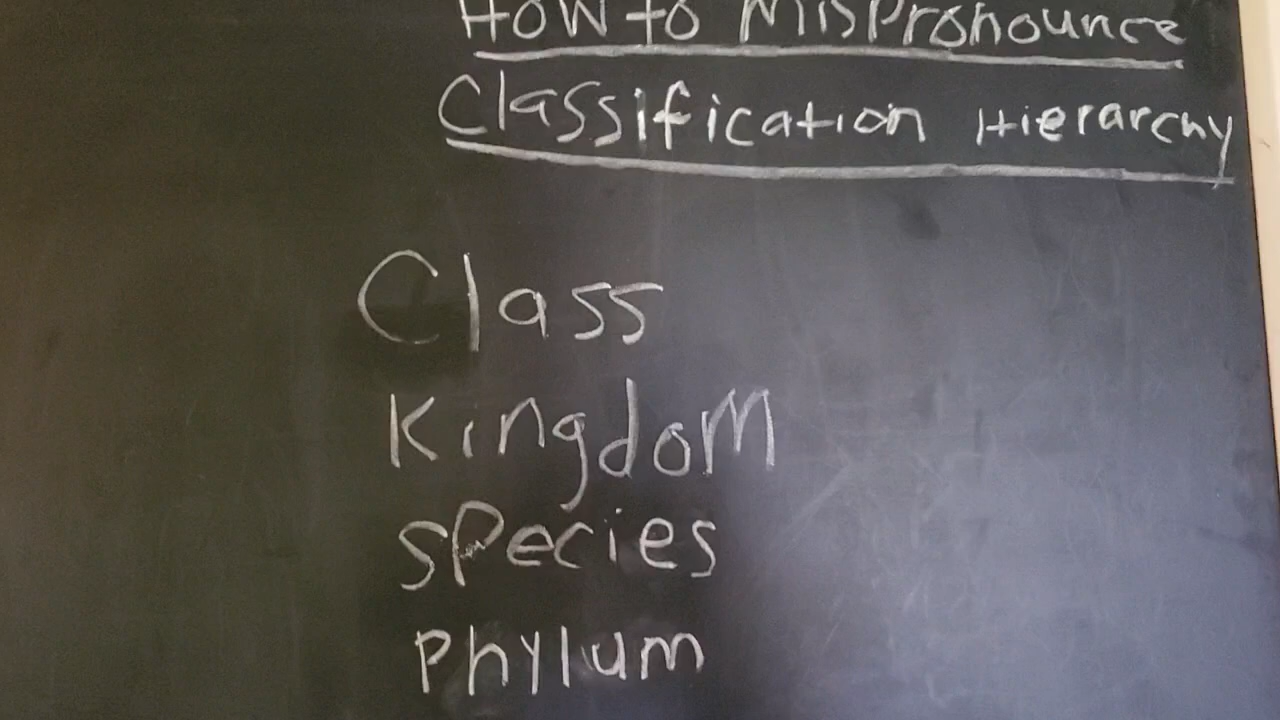 How to Mispronounce
Classification Hierarchy
Class
Kingdom
Species
Phylum